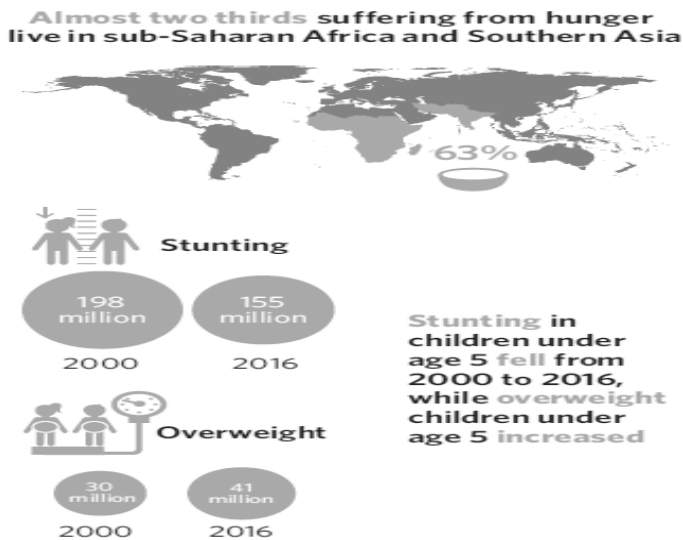 Almost two thirds suffering from hunger
live in sub-Saharan Africa and Southern Asia
63%
Stunting
198
million
155
million
2000
2016
Stunting in
children under
age 5 fell from
2000 to 2016,
while overweight
children under
age 5 increased
Overweight
30
million
41
million
2000
2016